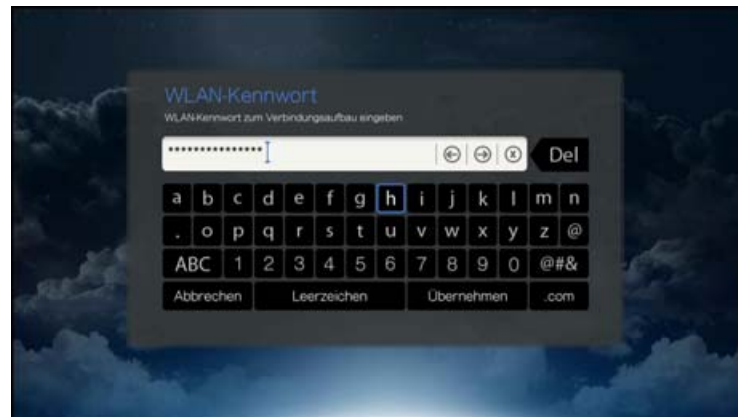 WLAN-Kennwort
WLAN-Kennwort zum Verbindungsaufbau eingeben
••••••••••••••• Del
a b c d e f g h i j k l m n
. o p q r s t u v w x y z @
ABC 1 2 3 4 5 6 7 8 9 0 @#&
Abbrechen Leerzeichen Übernehmen .com